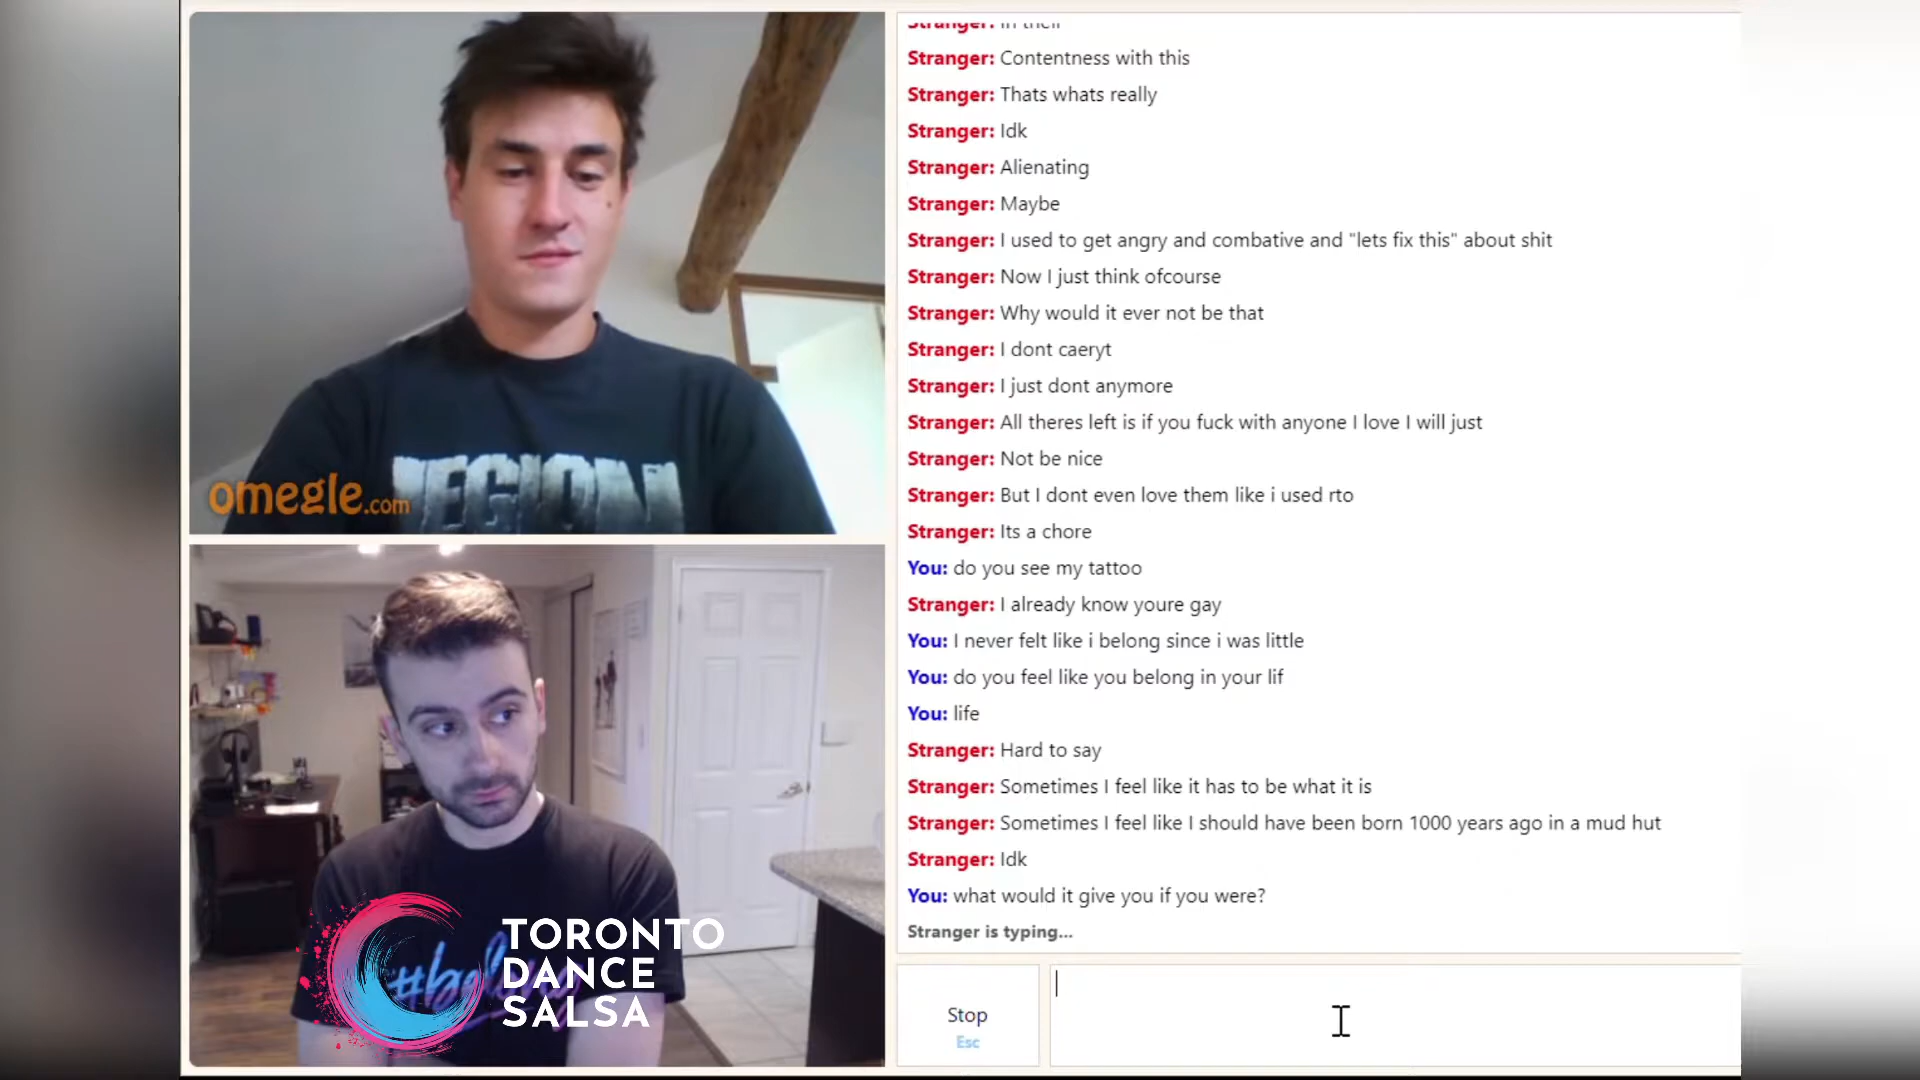 Stranger: In their
Stranger: Contentness with this
Stranger: Thats whats really
Stranger: Idk
Stranger: Alienating
Stranger: Maybe
Stranger: I used to get angry and combative and "lets fix this" about shit
Stranger: Now I just think ofcourse
Stranger: Why would it ever not be that
Stranger: I dont caeryt
Stranger: I just dont anymore
Stranger: All theres left is if you fuck with anyone I love I will just
Stranger: Not be nice
Stranger: But I dont even love them like i used rto
Stranger: Its a chore
You: do you see my tattoo
Stranger: I already know youre gay
You: I never felt like i belong since i was little
You: do you feel like you belong in your lif
You: life
Stranger: Hard to say
Stranger: Sometimes I feel like it has to be what it is
Stranger: Sometimes I feel like I should have been born 1000 years ago in a mud hut
Stranger: Idk
You: what would it give you if you were?
Stranger is typing...
Stop
Esc
LEGION
omegle.com
#belong
TORONTO
DANCE
SALSA